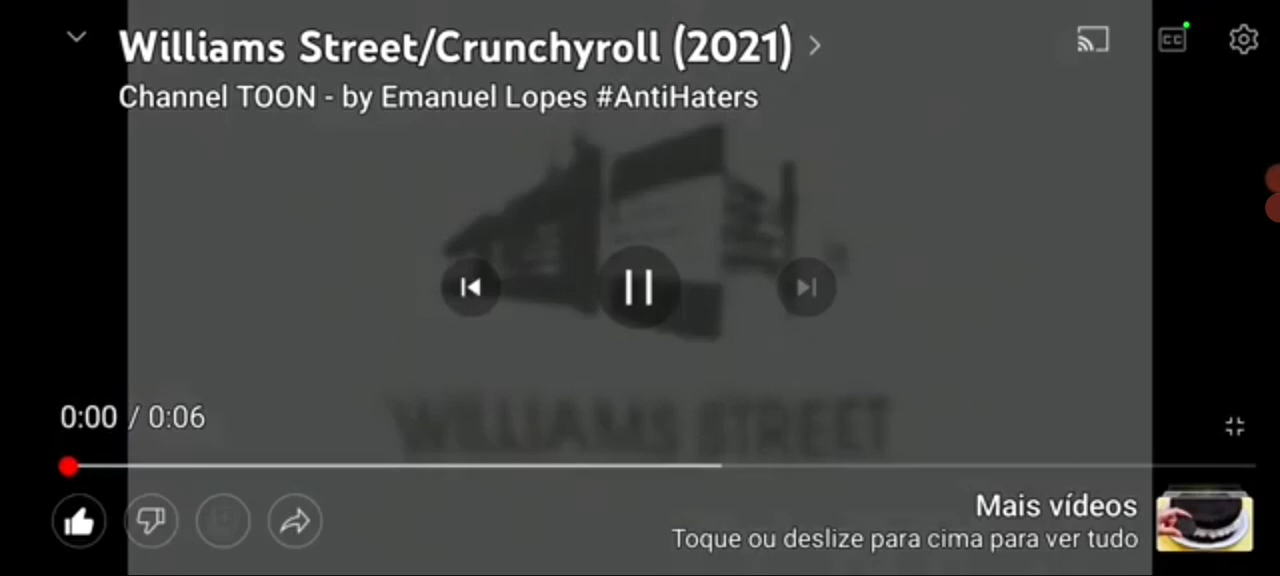 Williams Street/Crunchyroll (2021)
CC
Channel TOON - by Emanuel Lopes #AntiHaters
WILLIAMS STREET
0:00 / 0:06
Mais vídeos
Toque ou deslize para cima para ver tudo